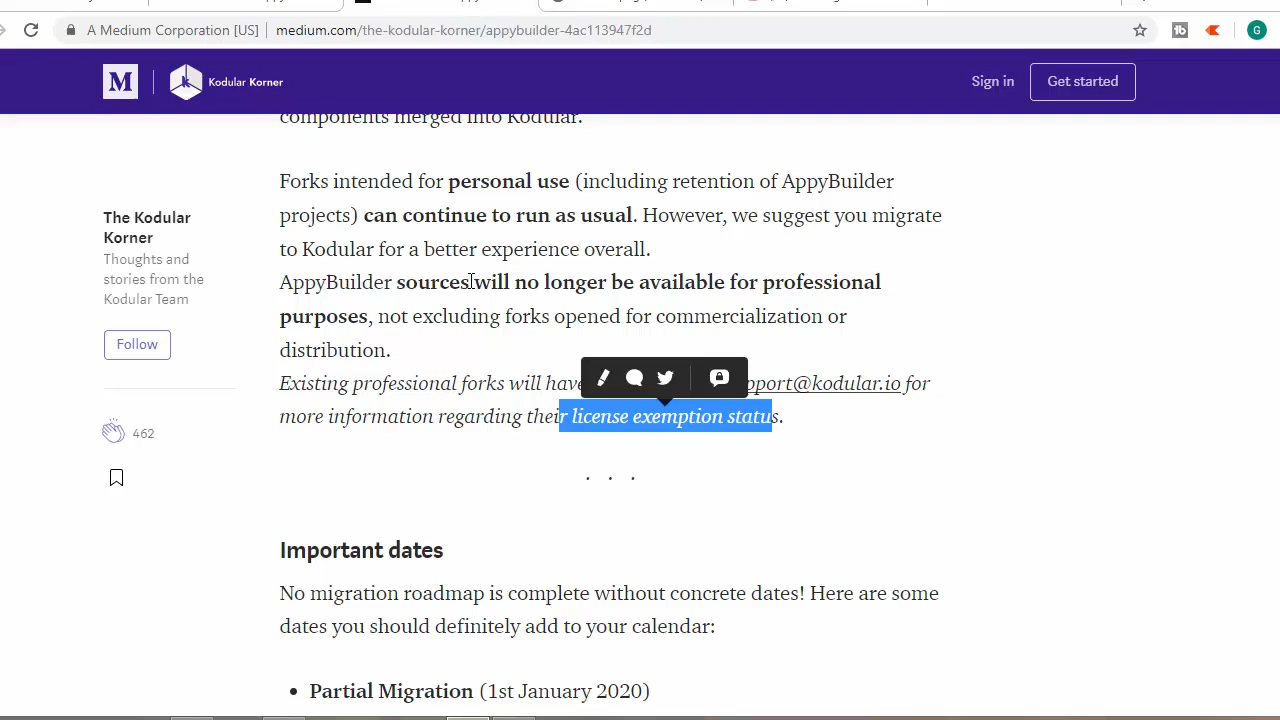 A Medium Corporation [US]
medium.com/the-kodular-korner/appybuilder-4ac113947f2d
tb
G
M
k
Kodular Korner
Sign in
Get started
components merged into Kodular.
Forks intended for personal use (including retention of AppyBuilder
projects) can continue to run as usual. However, we suggest you migrate
to Kodular for a better experience overall.
AppyBuilder sources will no longer be available for professional
purposes, not excluding forks opened for commercialization or
distribution.
Existing professional forks will have pport@kodular.io for
more information regarding their license exemption status.
The Kodular
Korner
Thoughts and
stories from the
Kodular Team
Follow
462
. . .
Important dates
No migration roadmap is complete without concrete dates! Here are some
dates you should definitely add to your calendar:
• Partial Migration (1st January 2020)